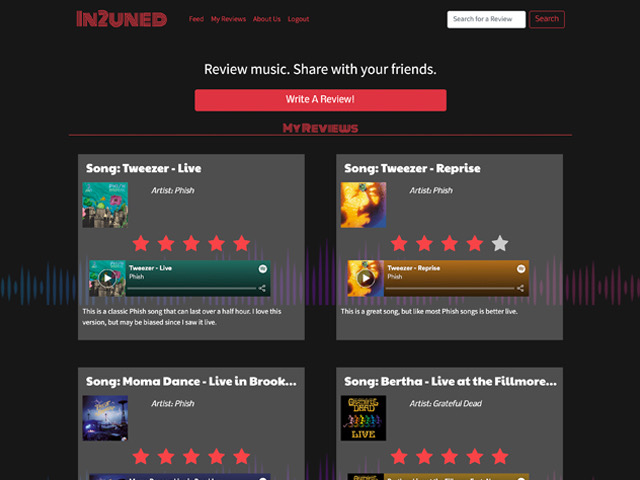 In2uned
Feed My Reviews About Us Logout
Search for a Review
Search
Review music. Share with your friends.
Write A Review!
My Reviews
Song: Tweezer - Live
Artist: Phish
Tweezer - Live
Phish
This is a classic Phish song that can last over a half hour. I love this
version, but may be biased since I saw it live.
Song: Tweezer - Reprise
Artist: Phish
Tweezer - Reprise
Phish
This is a great song, but like most Phish songs is better live.
Song: Moma Dance - Live in Brook...
Artist: Phish
Song: Bertha - Live at the Fillmore...
Artist: Grateful Dead
LIVE